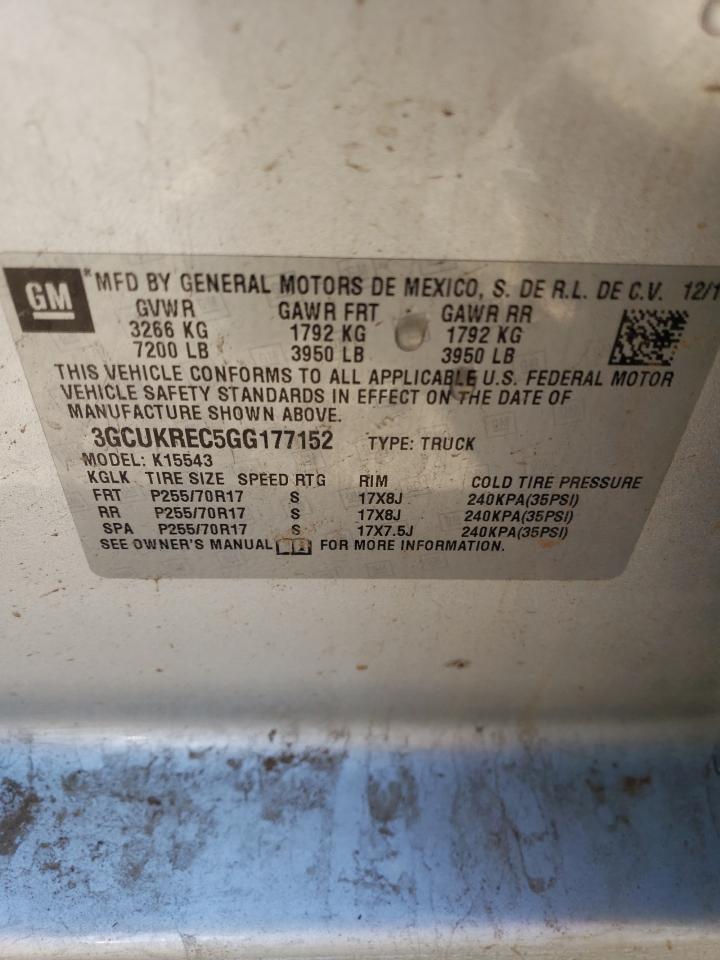 GM
*MFD BY GENERAL MOTORS DE MEXICO, S. DE R.L. DE C.V. 12/1
GVWR GAWR FRT GAWR RR
3266 KG 1792 KG 1792 KG
7200 LB 3950 LB 3950 LB
THIS VEHICLE CONFORMS TO ALL APPLICABLE U.S. FEDERAL MOTOR
VEHICLE SAFETY STANDARDS IN EFFECT ON THE DATE OF
MANUFACTURE SHOWN ABOVE.
3GCUKREC5GG177152 TYPE: TRUCK
MODEL: K15543
KGLK TIRE SIZE SPEED RTG RIM COLD TIRE PRESSURE
FRT P255/70R17 S 17X8J 240KPA(35PSI)
RR P255/70R17 S 17X8J 240KPA(35PSI)
SPA P255/70R17 S 17X7.5J 240KPA(35PSI)
SEE OWNER'S MANUAL FOR MORE INFORMATION.